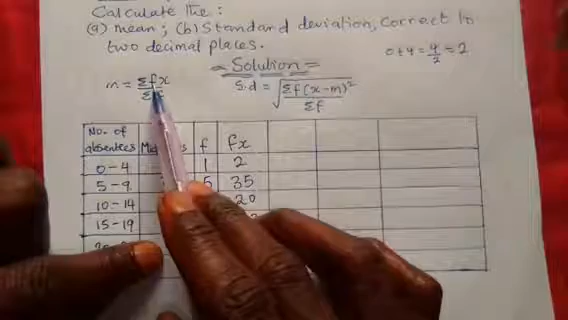 Calculate the:
(a) mean; (b) Standard deviation, correct to
two decimal places.
0+4 = 4/2 = 2
Solution =
m = Σfx
S.d = √Σf(x-m)²
Σf
No. of
absentees f fx
0-4 1 2
5-9 5 35
10-14 20
15-19